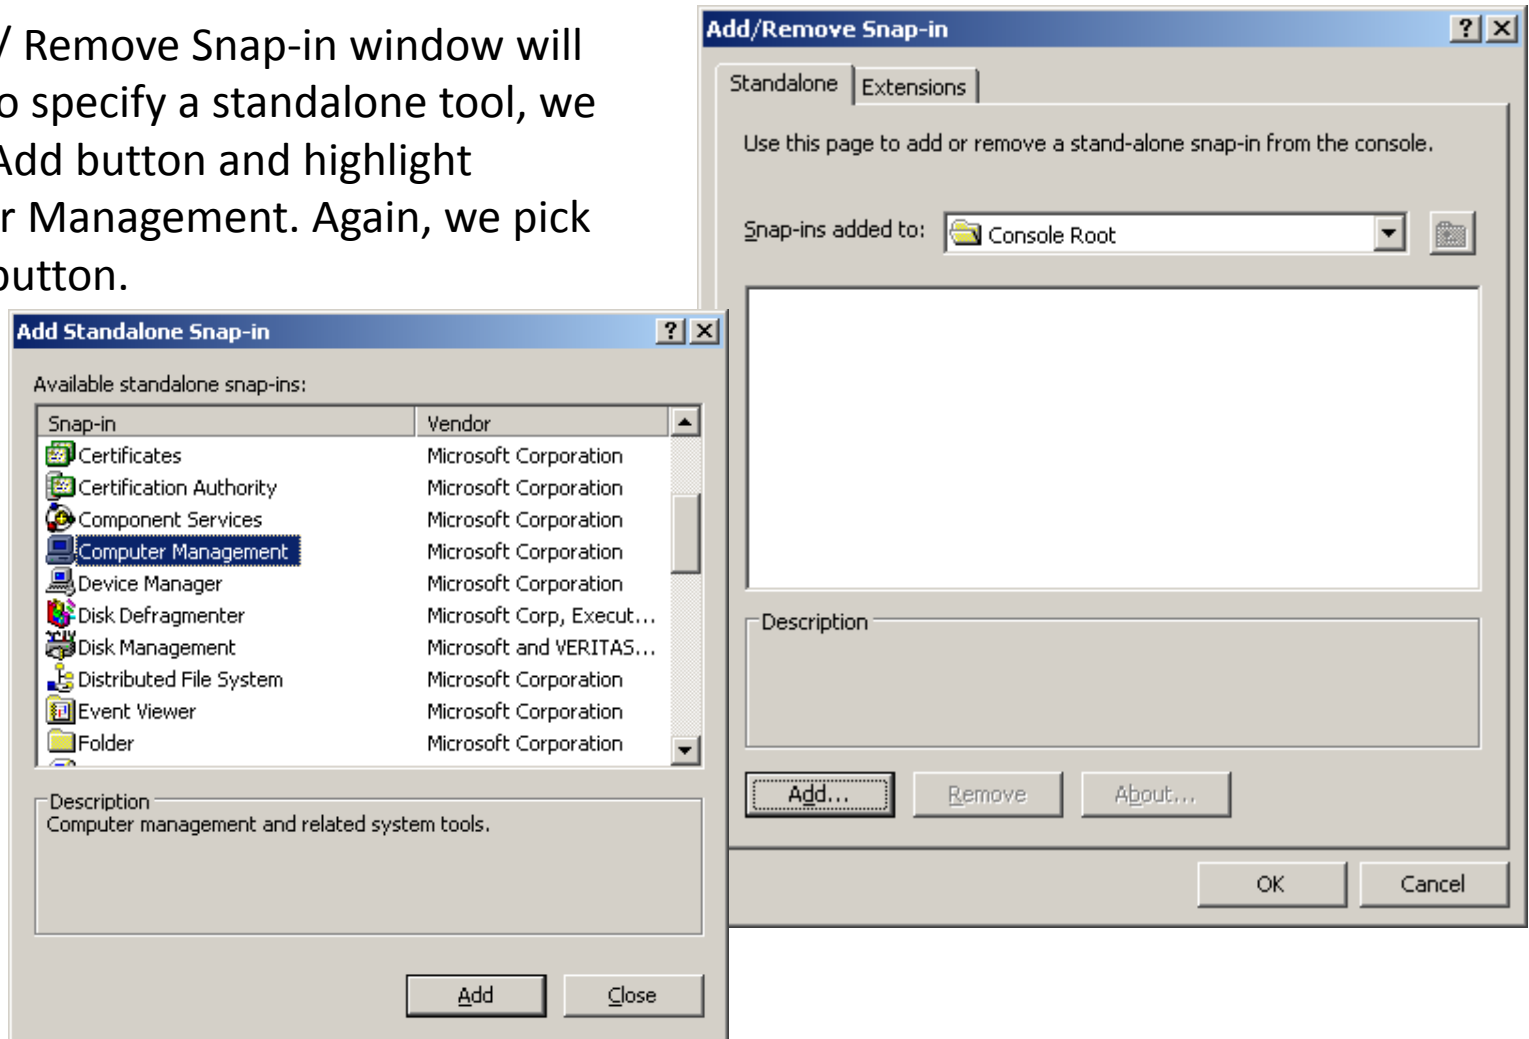 / Remove Snap-in window will
o specify a standalone tool, we
Add button and highlight
r Management. Again, we pick
button.
Add/Remove Snap-in
Standalone Extensions
Use this page to add or remove a stand-alone snap-in from the console.
Snap-ins added to: Console Root
Description
Add... Remove About...
OK Cancel
Add Standalone Snap-in
Available standalone snap-ins:
Snap-in Vendor
Certificates Microsoft Corporation
Certification Authority Microsoft Corporation
Component Services Microsoft Corporation
Computer Management Microsoft Corporation
Device Manager Microsoft Corporation
Disk Defragmenter Microsoft Corp, Execut...
Disk Management Microsoft and VERITAS...
Distributed File System Microsoft Corporation
Event Viewer Microsoft Corporation
Folder Microsoft Corporation
Description
Computer management and related system tools.
Add Close